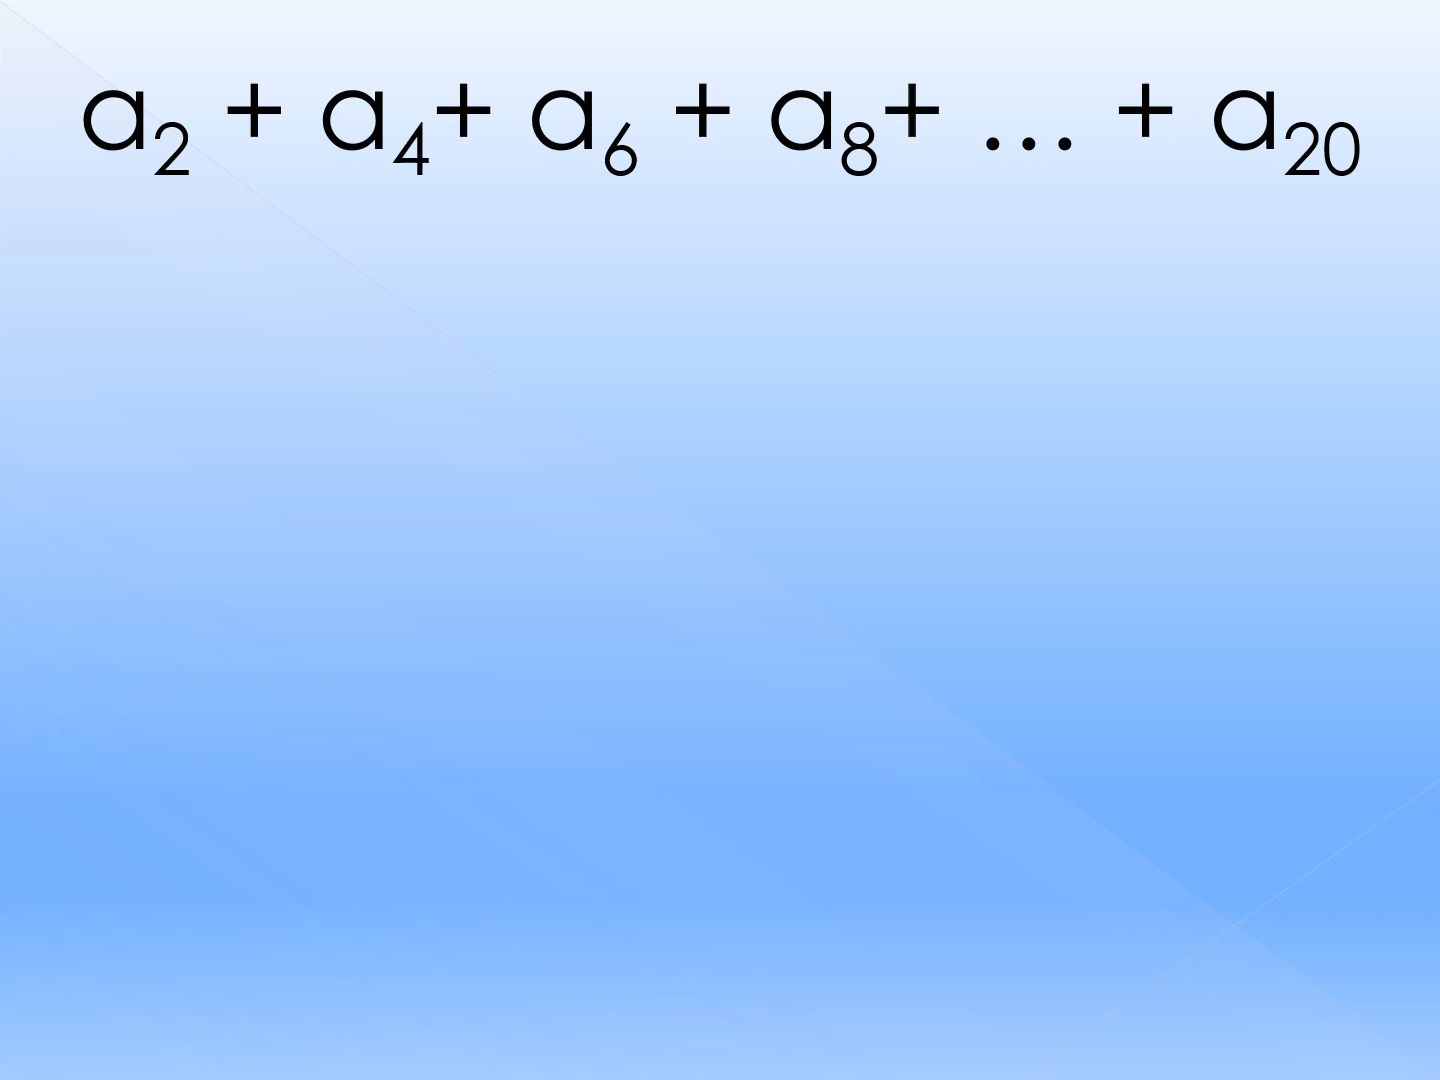 a₂ + a₄+ a₆ + a₈+ … + a₂₀